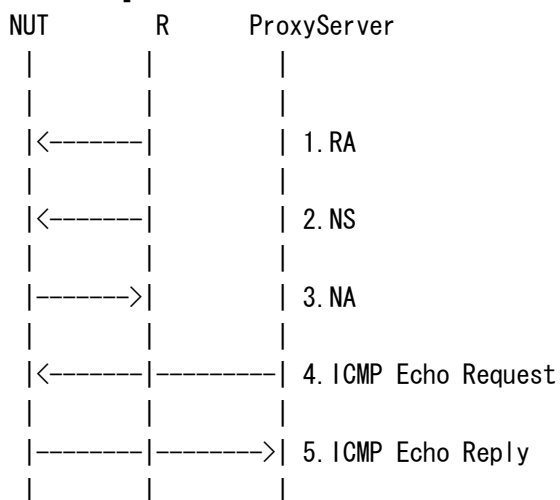 NUT R ProxyServer
| | |
| | |
|<-------| | 1.RA
| | |
|<-------| | 2.NS
| | |
|------->| | 3.NA
| | |
|<-------|---------| 4.ICMP Echo Request
| | |
|--------|-------->| 5.ICMP Echo Reply
| | |